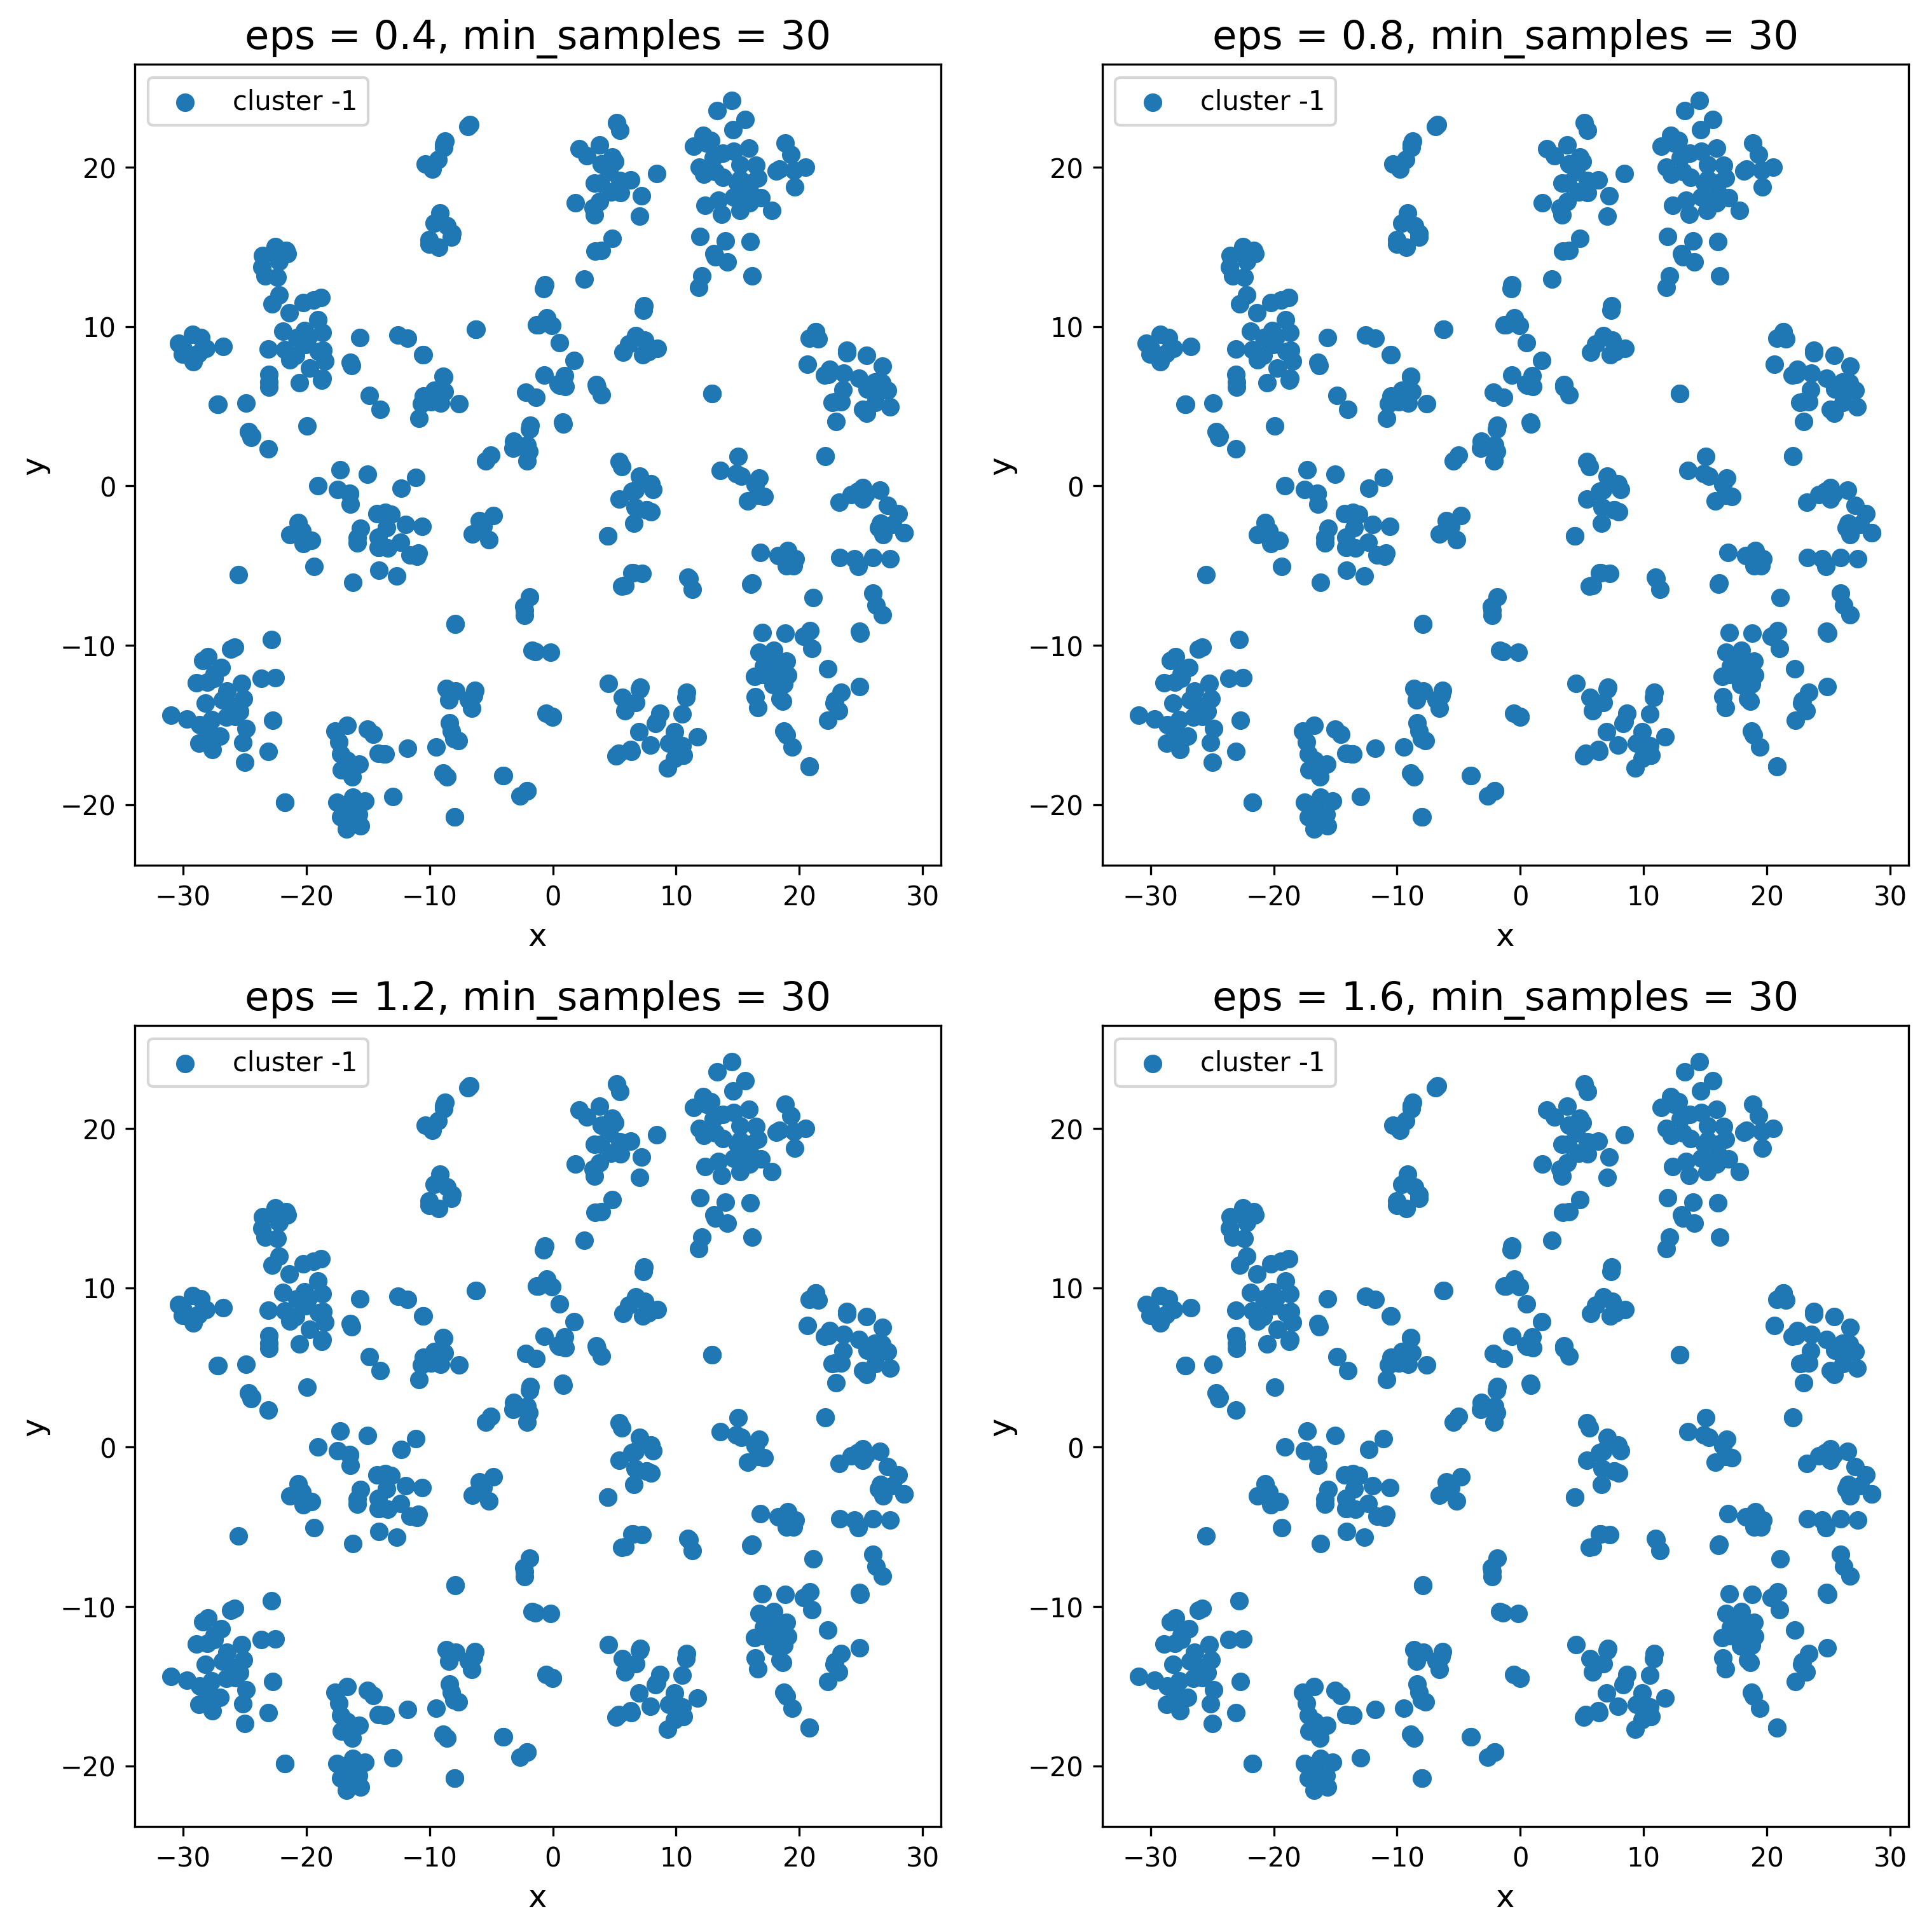 eps = 0.4, min_samples = 30
cluster -1
20
10
0
−10
−20
y
−30 −20 −10 0 10 20 30
x
eps = 0.8, min_samples = 30
cluster -1
20
10
0
−10
−20
y
−30 −20 −10 0 10 20 30
x
eps = 1.2, min_samples = 30
cluster -1
20
10
0
−10
−20
y
−30 −20 −10 0 10 20 30
x
eps = 1.6, min_samples = 30
cluster -1
20
10
0
−10
−20
y
−30 −20 −10 0 10 20 30
x